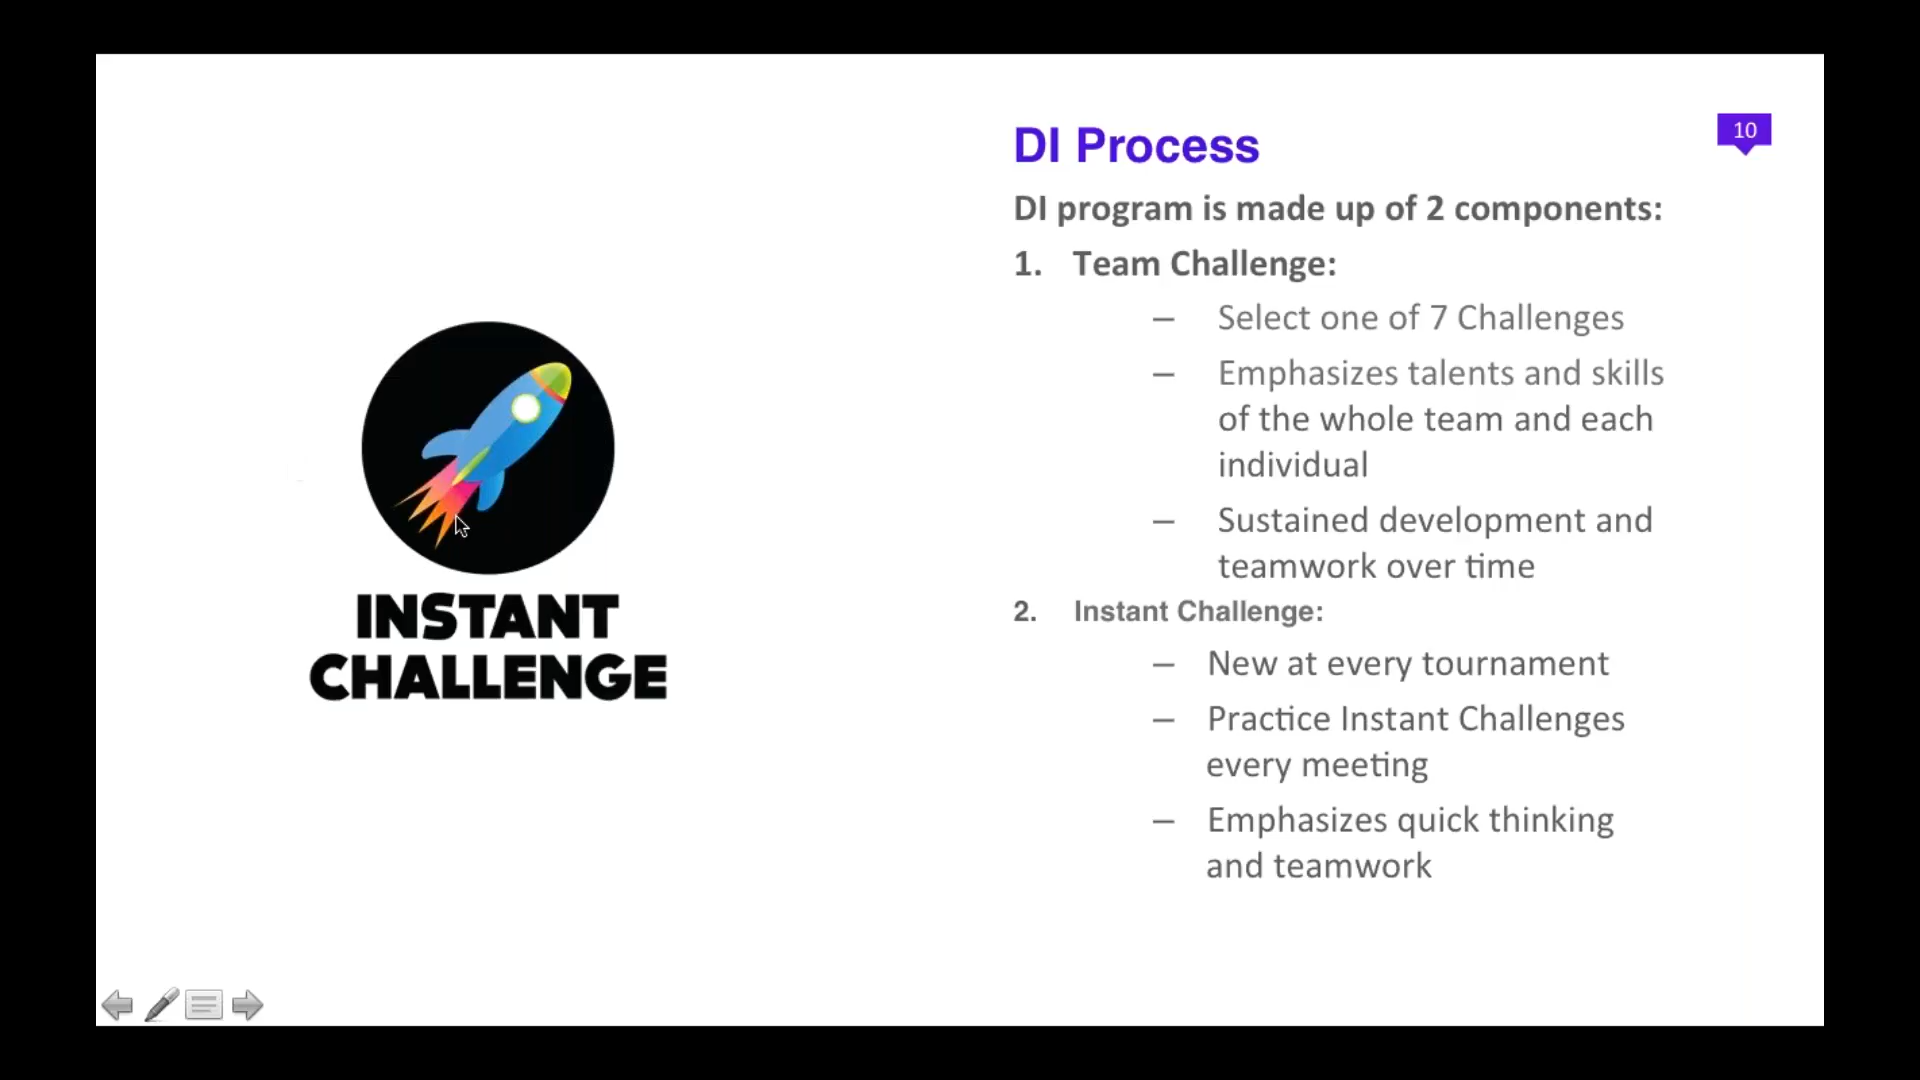 DI Process
10
DI program is made up of 2 components:
1. Team Challenge:
– Select one of 7 Challenges
– Emphasizes talents and skills
of the whole team and each
individual
– Sustained development and
teamwork over time
2. Instant Challenge:
– New at every tournament
– Practice Instant Challenges
every meeting
– Emphasizes quick thinking
and teamwork
INSTANT
CHALLENGE